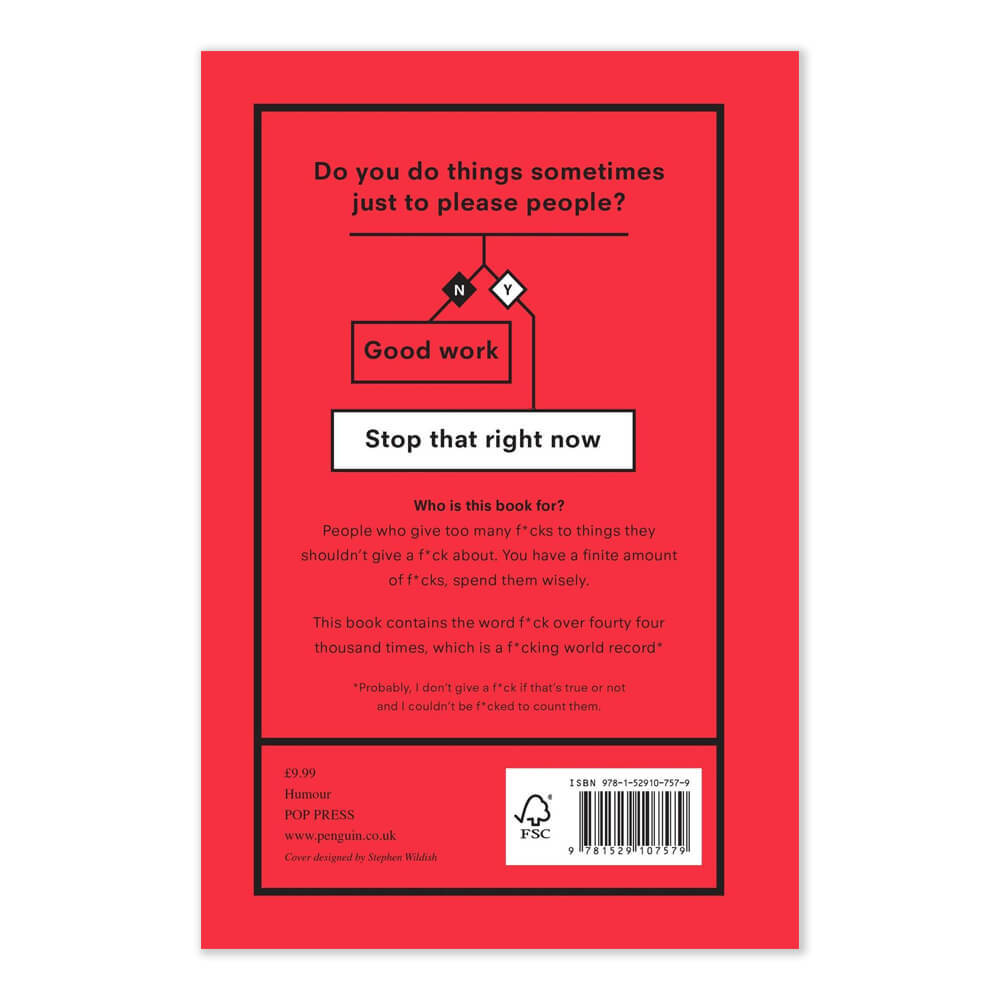 Do you do things sometimes
just to please people?
N Y
Good work
Stop that right now
Who is this book for?
People who give too many f*cks to things they
shouldn't give a f*ck about. You have a finite amount
of f*cks, spend them wisely.
This book contains the word f*ck over fourty four
thousand times, which is a f*cking world record*
*Probably, I don't give a f*ck if that's true or not
and I couldn't be f*cked to count them.
£9.99
Humour
POP PRESS
www.penguin.co.uk
Cover designed by Stephen Wildish
ISBN 978-1-52910-757-9
FSC
9 781529 107579